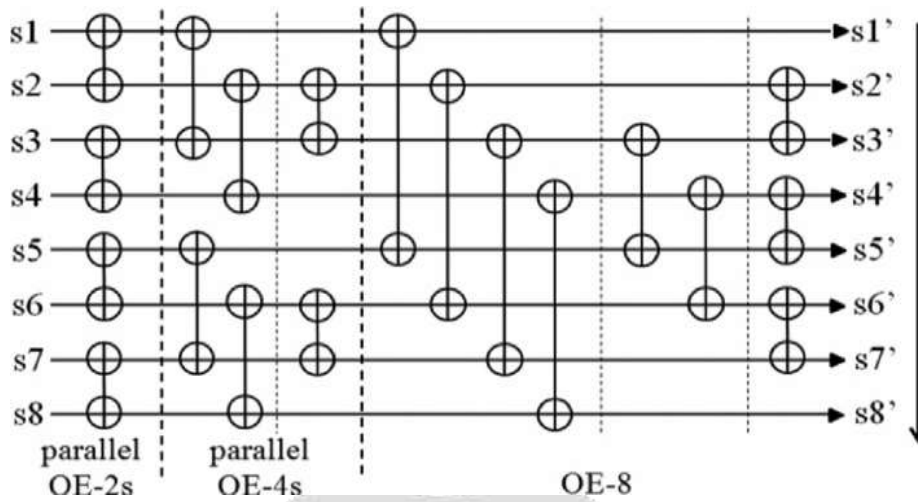 s1 s1’
s2 s2’
s3 s3’
s4 s4’
s5 s5’
s6 s6’
s7 s7’
s8 s8’
parallel parallel
OE-2s OE-4s OE-8